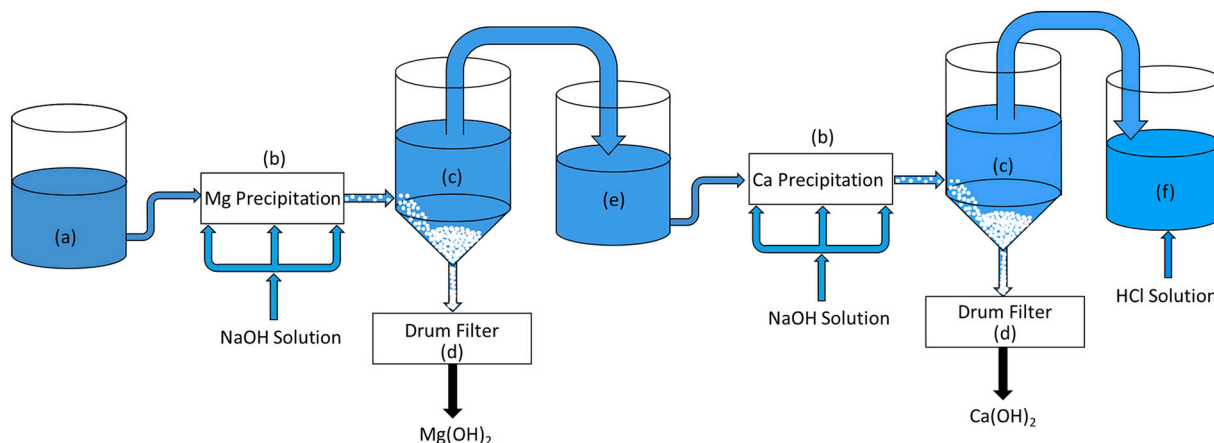 (a)
(b)
Mg Precipitation
NaOH Solution
(c)
Drum Filter
(d)
Mg(OH)2
(e)
(b)
Ca Precipitation
NaOH Solution
(c)
Drum Filter
(d)
Ca(OH)2
(f)
HCl Solution